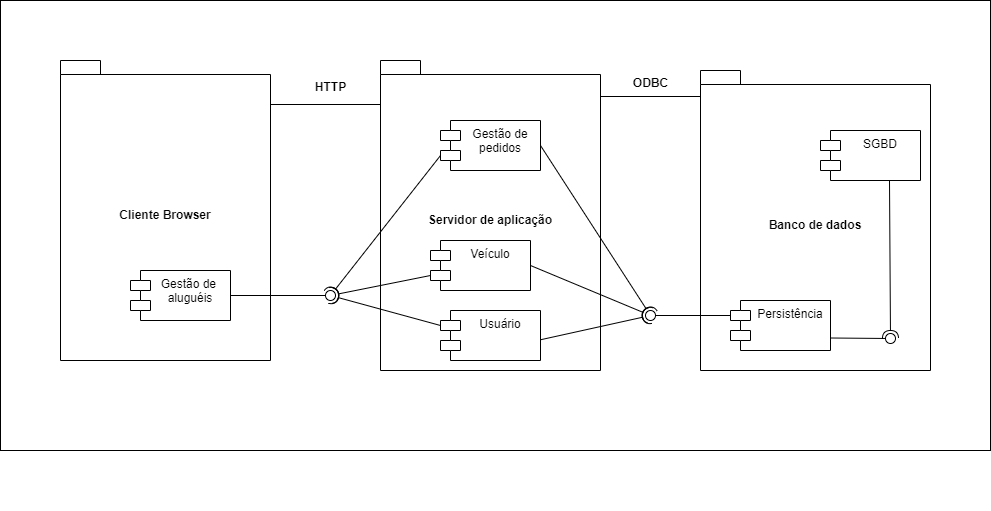 HTTP
ODBC
Gestão de
pedidos
SGBD
Cliente Browser
Servidor de aplicação
Banco de dados
Veículo
Gestão de
aluguéis
Persistência
Usuário